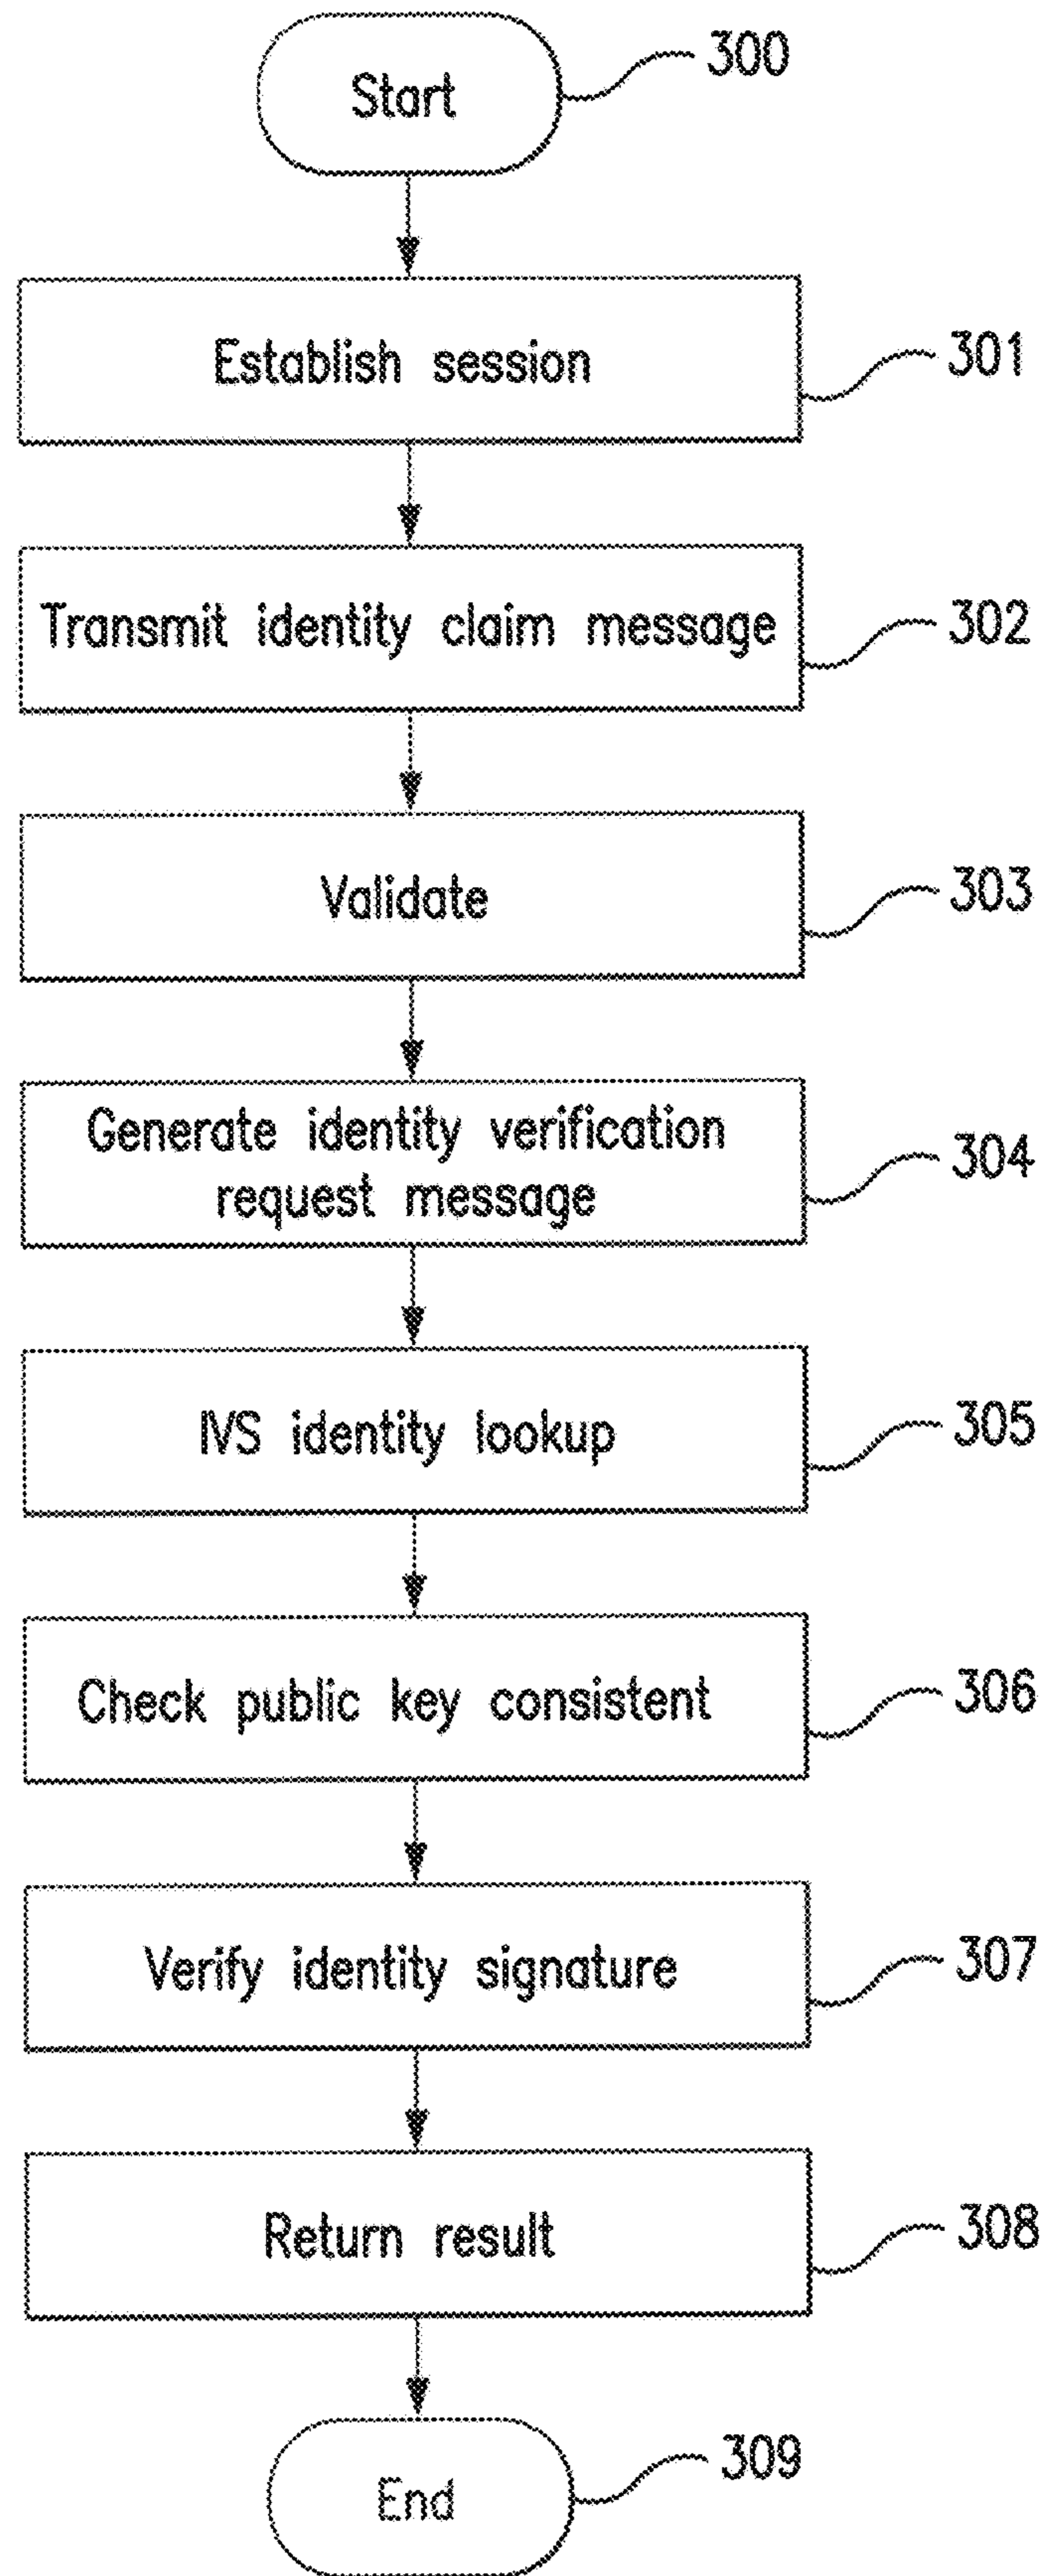 Start
300
Establish session
301
Transmit identity claim message
302
Validate
303
Generate identity verification
request message
304
IVS identity lookup
305
Check public key consistent
306
Verify identity signature
307
Return result
308
End
309